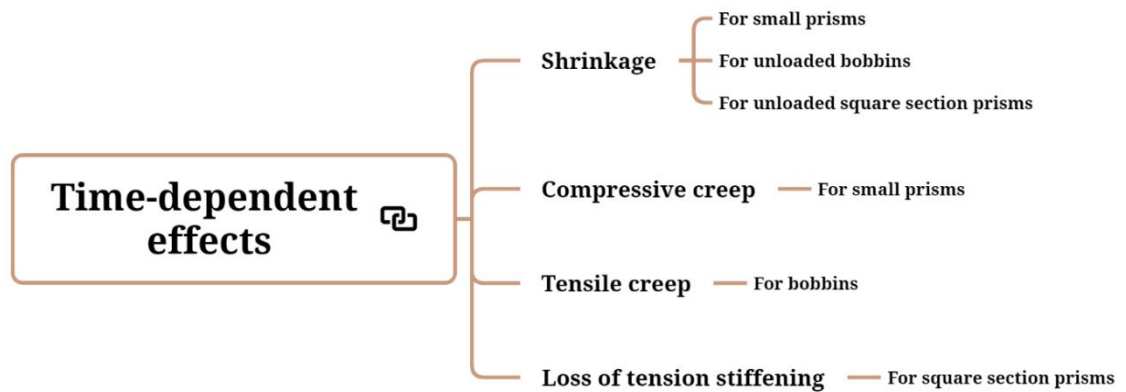 Time-dependent
effects
Shrinkage
For small prisms
For unloaded bobbins
For unloaded square section prisms
Compressive creep
For small prisms
Tensile creep
For bobbins
Loss of tension stiffening
For square section prisms